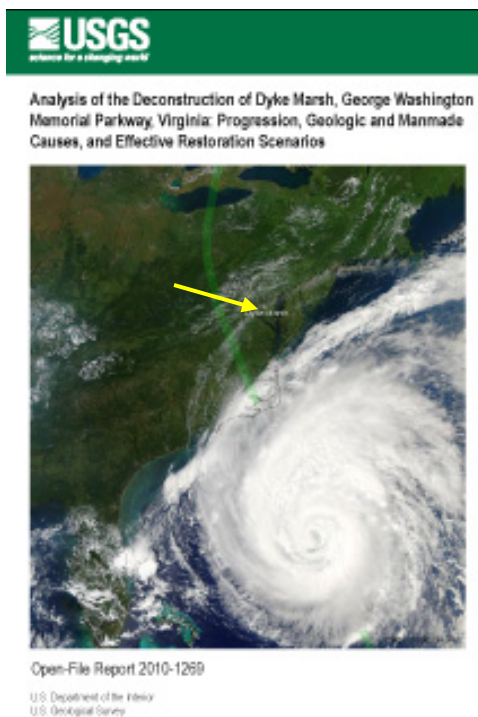 USGS
science for a changing world
Analysis of the Deconstruction of Dyke Marsh, George Washington
Memorial Parkway, Virginia: Progression, Geologic and Manmade
Causes, and Effective Restoration Scenarios
Open-File Report 2010-1269
U.S. Department of the Interior
U.S. Geological Survey